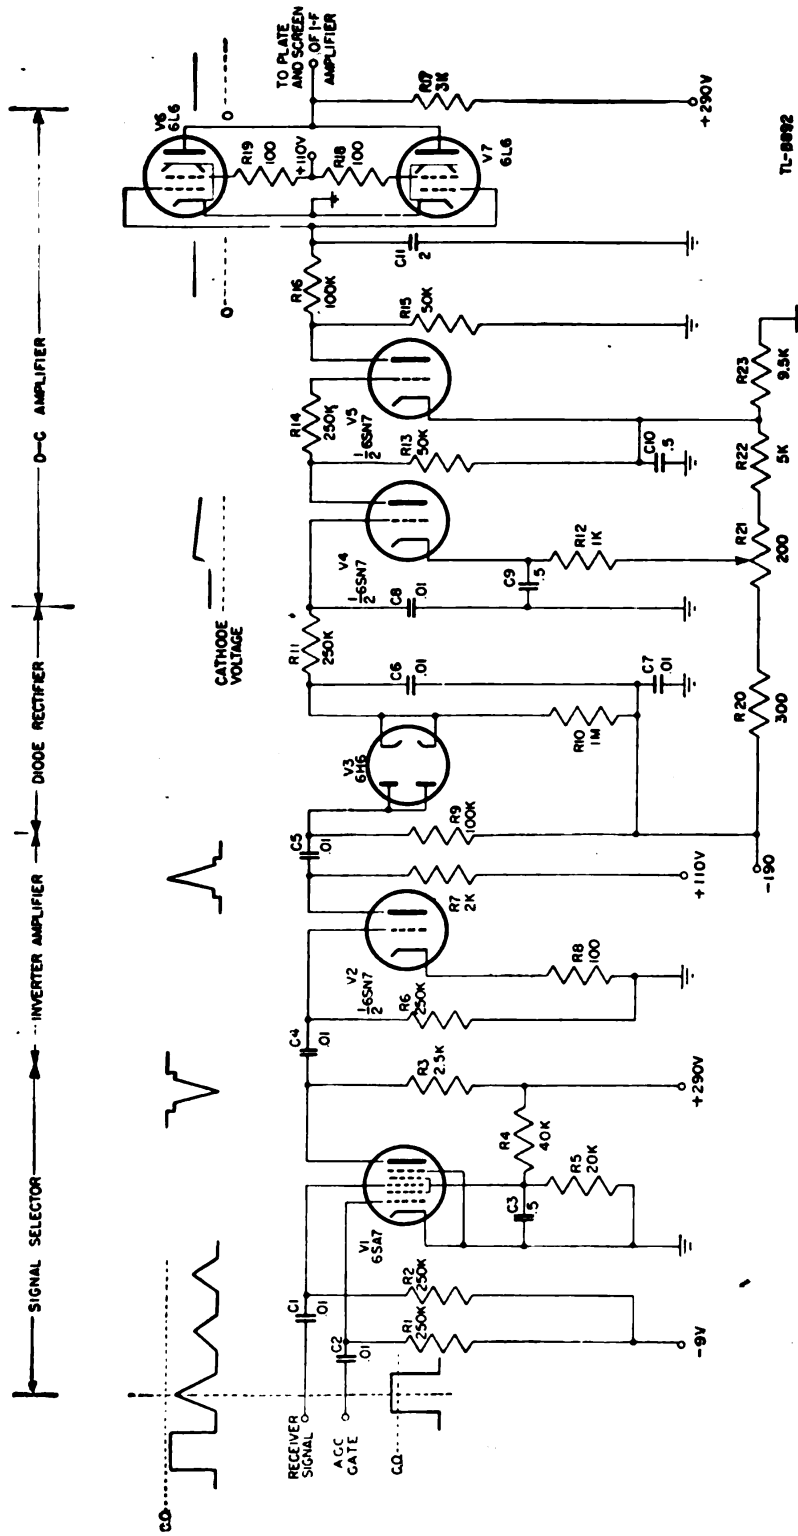 SIGNAL SELECTOR
INVERTER AMPLIFIER
DIODE RECTIFIER
D-C AMPLIFIER
C.O.
RECEIVER
SIGNAL
AGC
GATE
C.O.
C1
.01
C2
.01
R1
250K
R2
250K
-9V
V1
6SA7
C3
.5
R5
20K
R4
40K
R3
2.5K
+290V
C4
.01
R6
250K
V2
1/2 6SN7
R8
100
R7
2K
+110V
C5
.01
R9
100K
-190
V3
6H6
R10
1M
C6
.01
C7
.01
R11
250K
CATHODE
VOLTAGE
C8
.01
V4
1/2 6SN7
C9
.5
R12
1K
R13
50K
R14
250K
V5
1/2 6SN7
C10
.5
R15
50K
R16
100K
C11
2
R20
300
R21
200
R22
5K
R23
9.5K
O
O
V6
6L6
R19
100
+110V
R18
100
V7
6L6
TO PLATE
AND SCREEN
OF I-F
AMPLIFIER
R17
3K
+290V
TL-8892